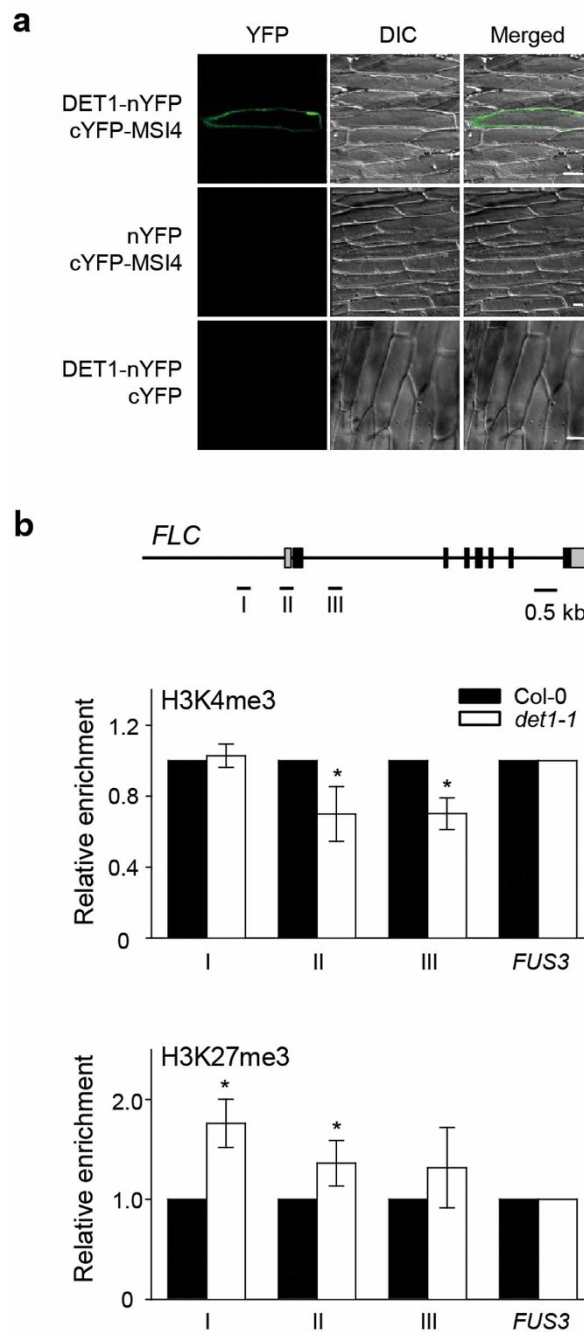 a
YFP DIC Merged
DET1-nYFP
cYFP-MSI4
nYFP
cYFP-MSI4
DET1-nYFP
cYFP
b
FLC
I II III 0.5 kb
H3K4me3
Col-0
det1-1
Relative enrichment
1.2
0.8
0.4
0
* *
I II III FUS3
H3K27me3
Relative enrichment
2.0
1.0
0
* *
I II III FUS3